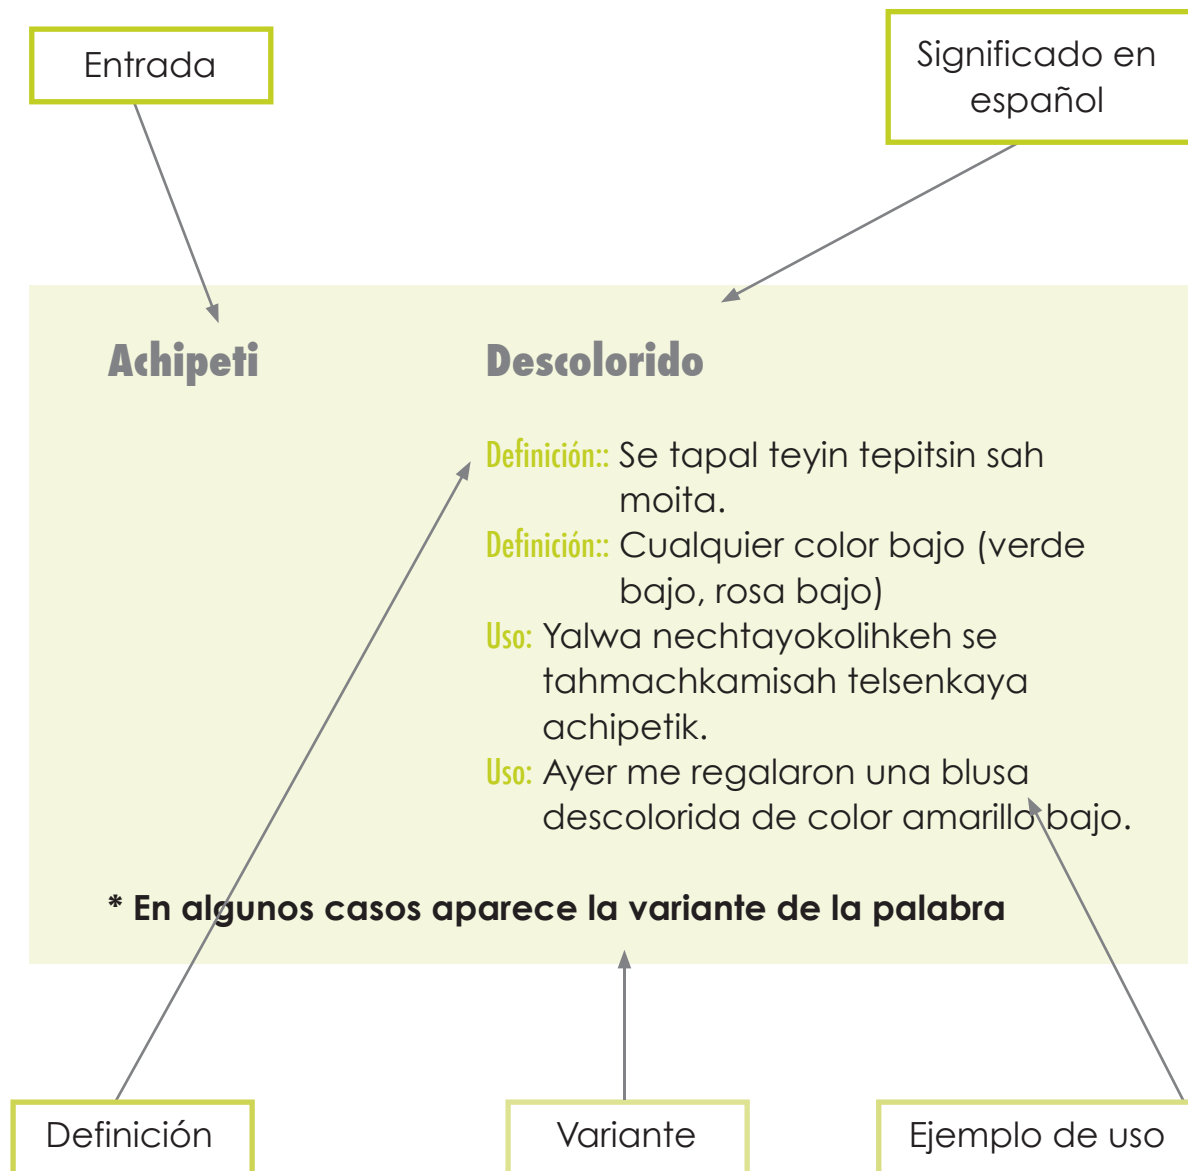 Entrada
Significado en
español
Achipeti
Descolorido
Definición:: Se tapal teyin tepitsin sah
moita.
Definición:: Cualquier color bajo (verde
bajo, rosa bajo)
Uso: Yalwa nechtayokolihkeh se
tahmachkamisah telsenkaya
achipetik.
Uso: Ayer me regalaron una blusa
descolorida de color amarillo bajo.
* En algunos casos aparece la variante de la palabra
Definición
Variante
Ejemplo de uso